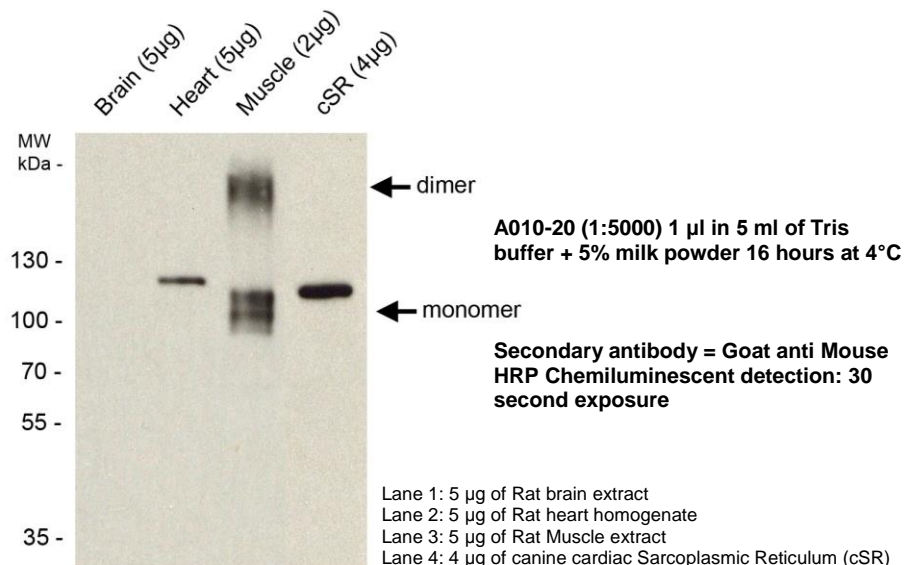 Brain (5µg)
Heart (5µg)
Muscle (2µg)
cSR (4µg)
MW
kDa -
dimer
A010-20 (1:5000) 1 µl in 5 ml of Tris
buffer + 5% milk powder 16 hours at 4°C
130 -
100 -
monomer
Secondary antibody = Goat anti Mouse
HRP Chemiluminescent detection: 30
second exposure
70 -
55 -
35 -
Lane 1: 5 µg of Rat brain extract
Lane 2: 5 µg of Rat heart homogenate
Lane 3: 5 µg of Rat Muscle extract
Lane 4: 4 µg of canine cardiac Sarcoplasmic Reticulum (cSR)